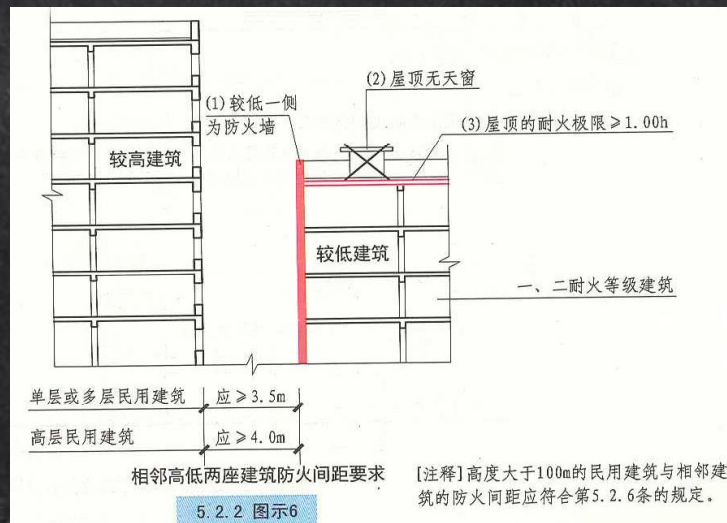 (2)屋顶无天窗
(1)较低一侧
为防火墙
(3)屋顶的耐火极限≥1.00h
较高建筑
较低建筑
一、二耐火等级建筑
单层或多层民用建筑 应≥3.5m
高层民用建筑 应≥4.0m
相邻高低两座建筑防火间距要求
5.2.2 图示6
[注释]高度大于100m的民用建筑与相邻建
筑的防火间距应符合第5.2.6条的规定。